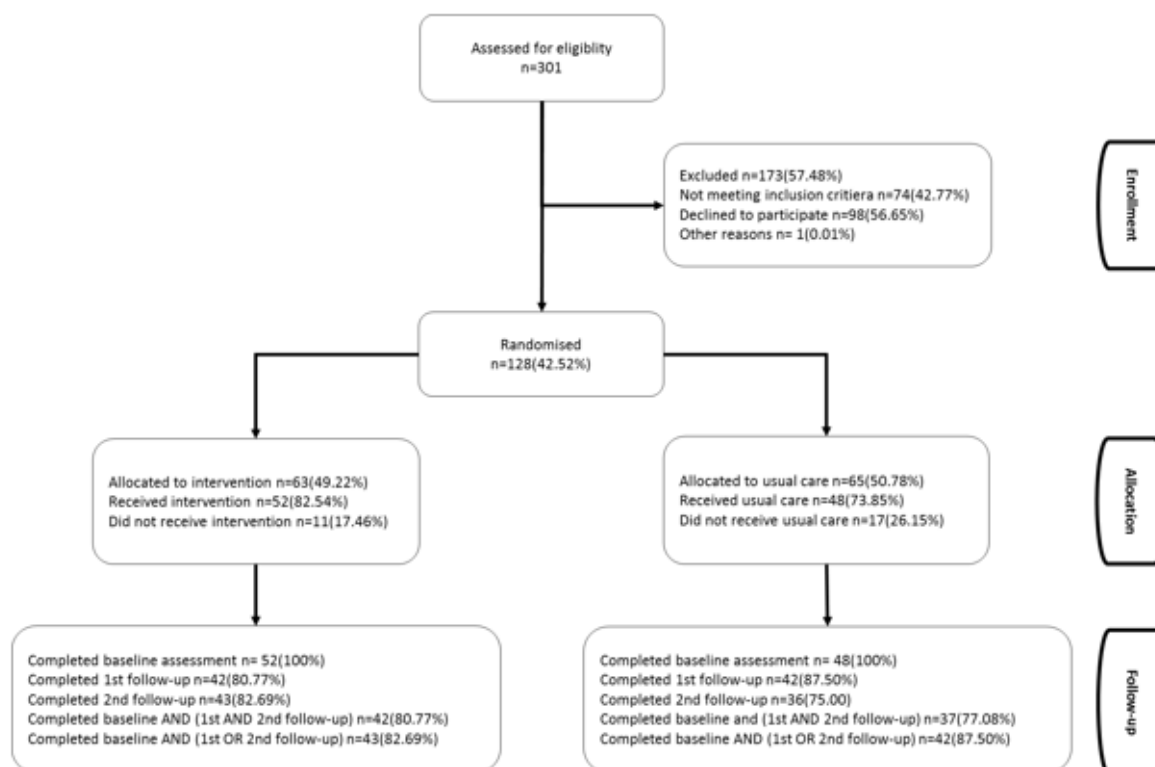 Assessed for eligiblity
n=301
Excluded n=173(57.48%)
Not meeting inclusion critiera n=74(42.77%)
Declined to participate n=98(56.65%)
Other reasons n= 1(0.01%)
Enrollment
Randomised
n=128(42.52%)
Allocated to intervention n=63(49.22%)
Received intervention n=52(82.54%)
Did not receive intervention n=11(17.46%)
Allocated to usual care n=65(50.78%)
Received usual care n=48(73.85%)
Did not receive usual care n=17(26.15%)
Allocation
Completed baseline assessment n= 52(100%)
Completed 1st follow-up n=42(80.77%)
Completed 2nd follow-up n=43(82.69%)
Completed baseline AND (1st AND 2nd follow-up) n=42(80.77%)
Completed baseline AND (1st OR 2nd follow-up) n=43(82.69%)
Completed baseline assessment n= 48(100%)
Completed 1st follow-up n=42(87.50%)
Completed 2nd follow-up n=36(75.00)
Completed baseline and (1st AND 2nd follow-up) n=37(77.08%)
Completed baseline AND (1st OR 2nd follow-up) n=42(87.50%)
Follow-up